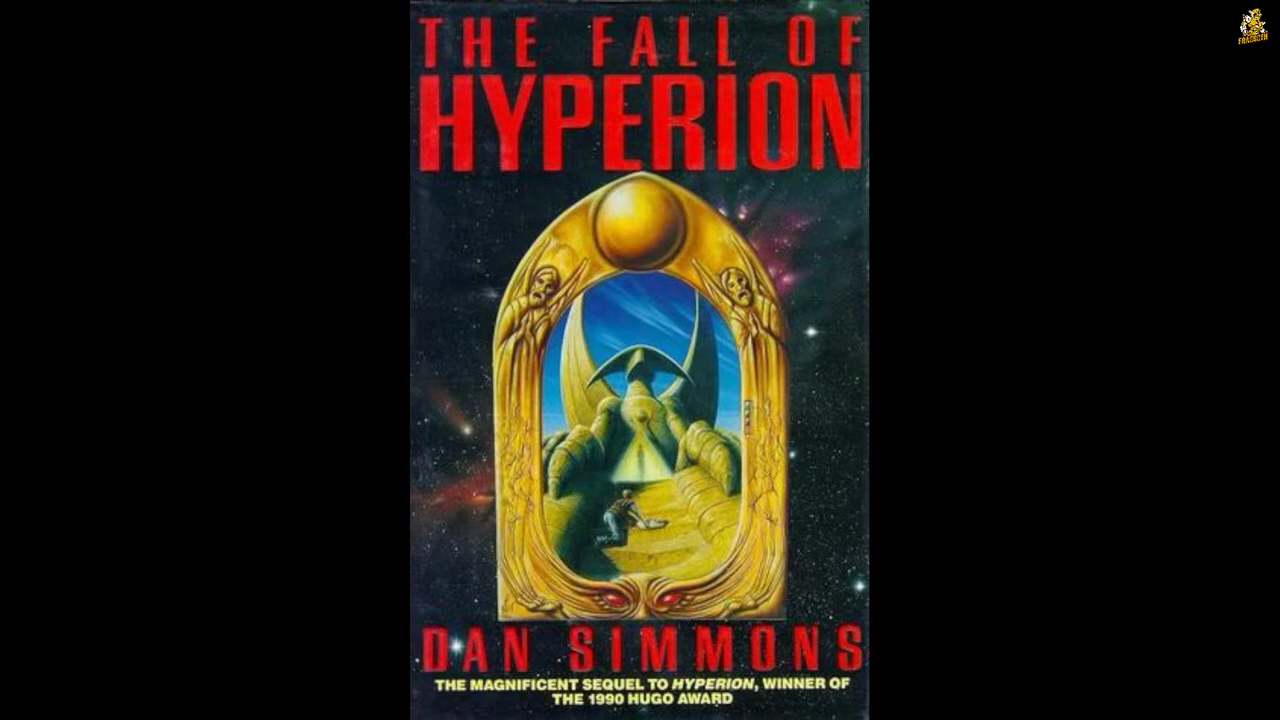 THE FALL OF
HYPERION
DAN SIMMONS
THE MAGNIFICENT SEQUEL TO HYPERION, WINNER OF
THE 1990 HUGO AWARD